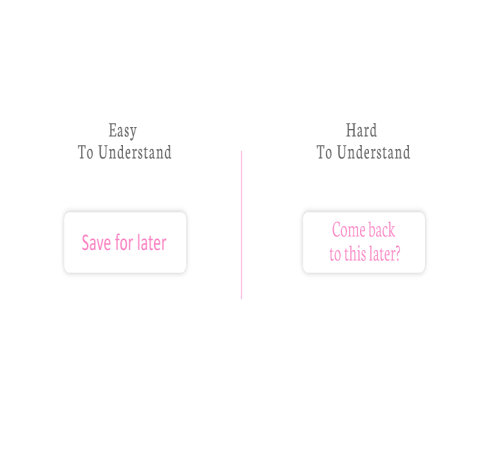 Easy
To Understand
Save for later
Hard
To Understand
Come back
to this later?